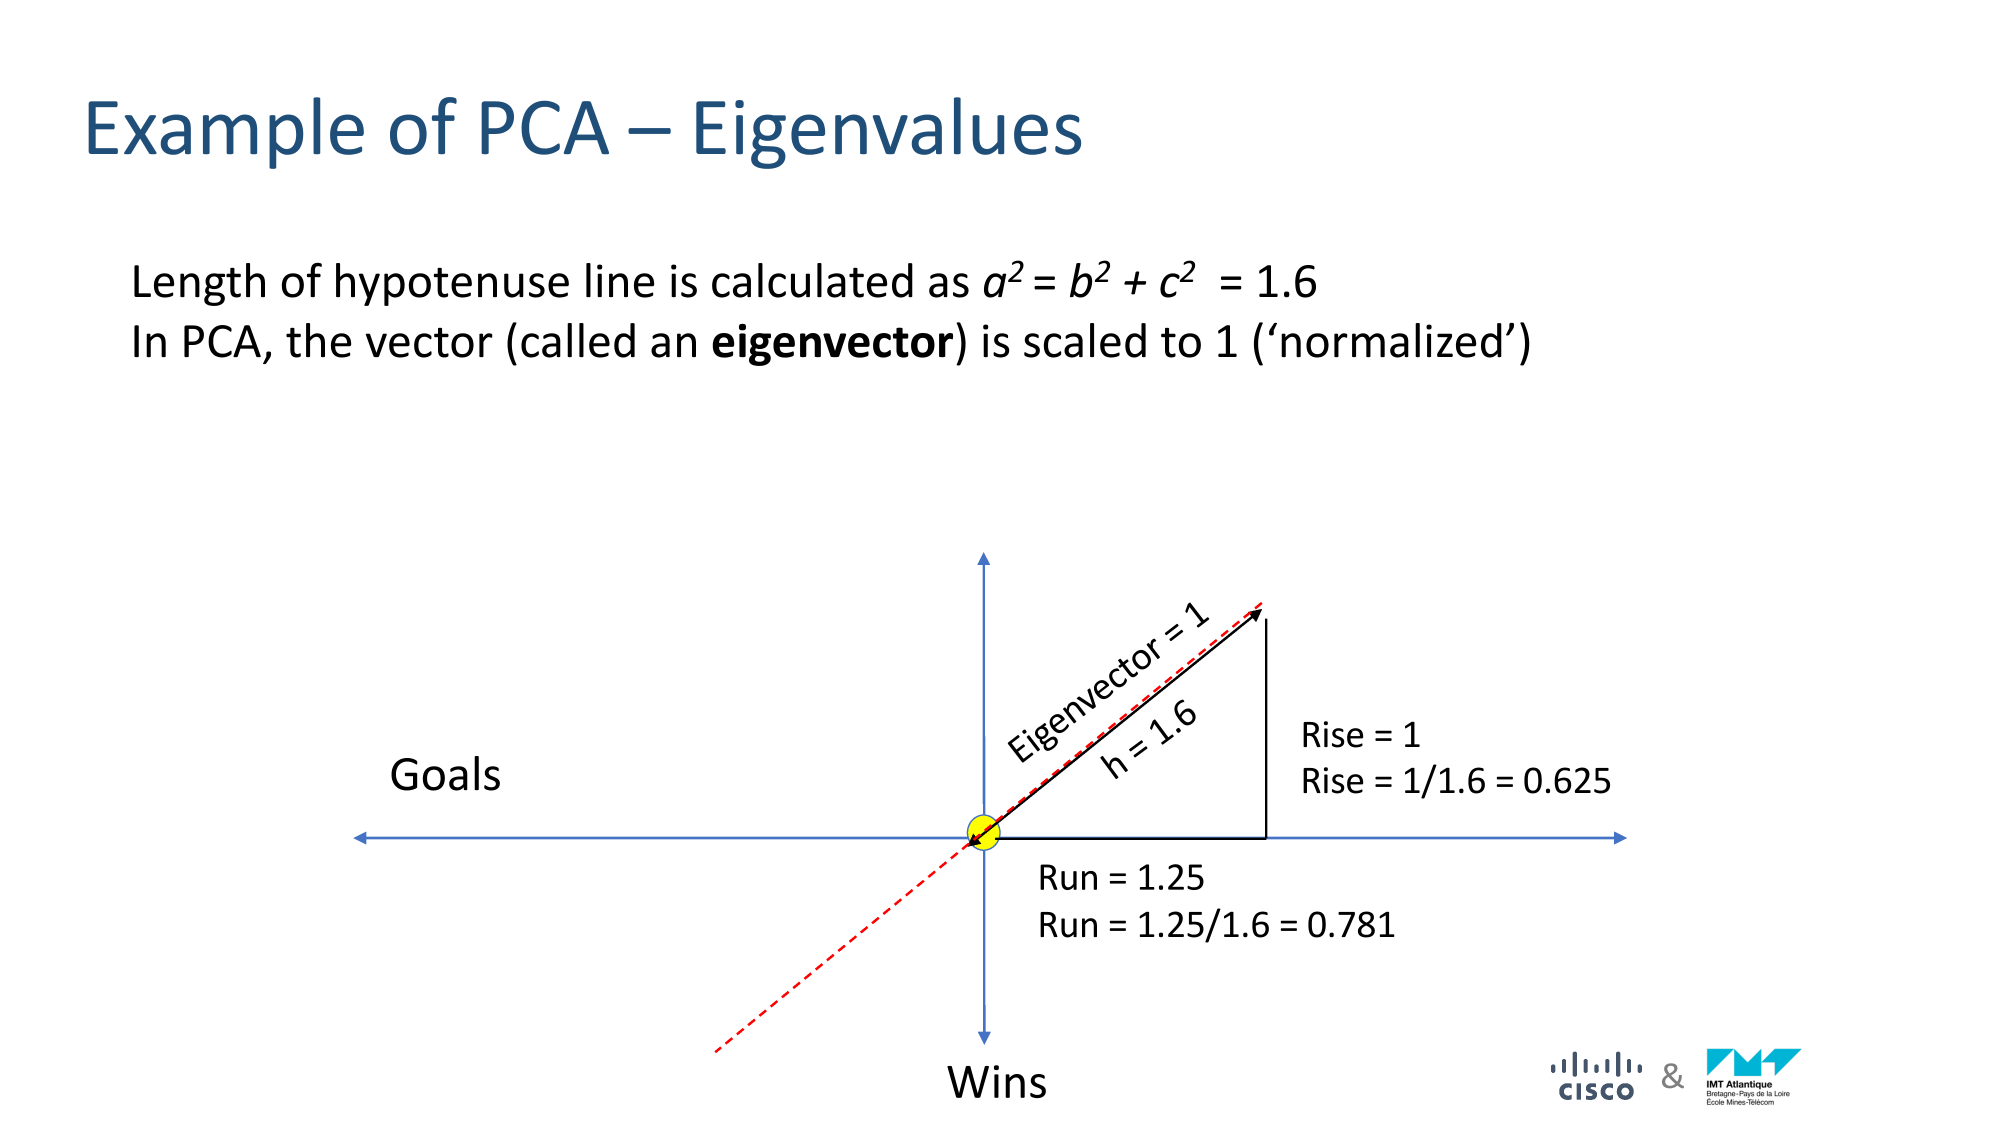 Example of PCA – Eigenvalues
Length of hypotenuse line is calculated as a² = b² + c² = 1.6
In PCA, the vector (called an eigenvector) is scaled to 1 (‘normalized’)
Eigenvector = 1
h = 1.6
Rise = 1
Rise = 1/1.6 = 0.625
Goals
Run = 1.25
Run = 1.25/1.6 = 0.781
Wins
CISCO
&
IMT Atlantique
Bretagne-Pays de la Loire
École Mines-Télécom